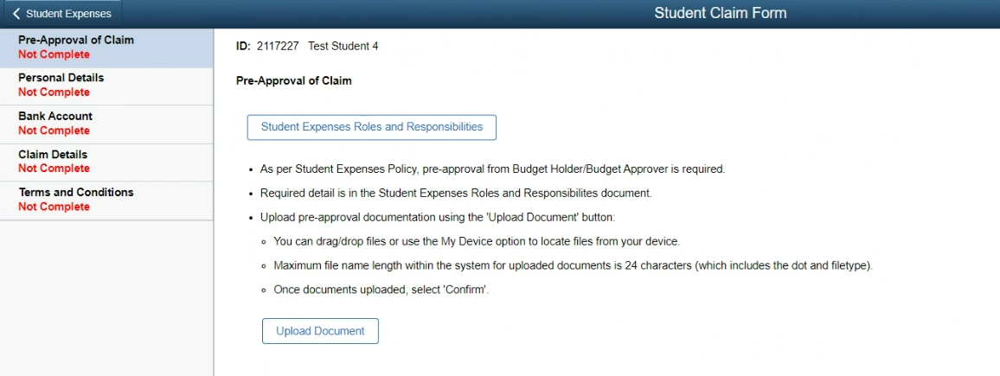 Student Expenses
Student Claim Form
Pre-Approval of Claim
Not Complete
Personal Details
Not Complete
Bank Account
Not Complete
Claim Details
Not Complete
Terms and Conditions
Not Complete
ID: 2117227 Test Student 4
Pre-Approval of Claim
Student Expenses Roles and Responsibilities
• As per Student Expenses Policy, pre-approval from Budget Holder/Budget Approver is required.
• Required detail is in the Student Expenses Roles and Responsibilites document.
• Upload pre-approval documentation using the 'Upload Document' button:
◦ You can drag/drop files or use the My Device option to locate files from your device.
◦ Maximum file name length within the system for uploaded documents is 24 characters (which includes the dot and filetype).
◦ Once documents uploaded, select 'Confirm'.
Upload Document